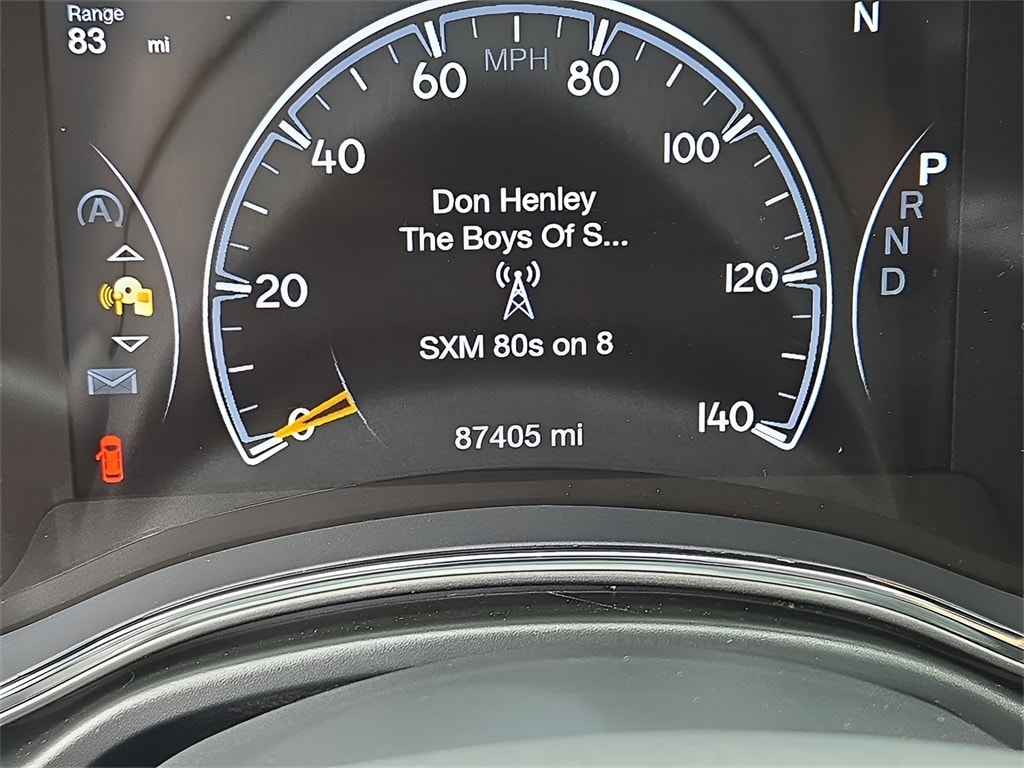 Range
83 mi
N
MPH
60
80
40
100
20
120
0
140
A
Don Henley
The Boys Of S...
SXM 80s on 8
87405 mi
P
R
N
D